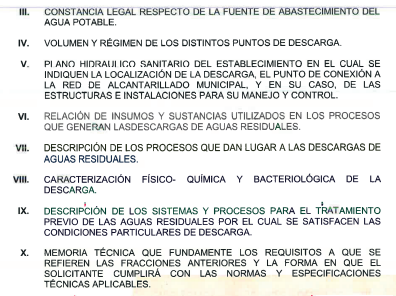 III. CONSTANCIA LEGAL RESPECTO DE LA FUENTE DE ABASTECIMIENTO DEL
AGUA POTABLE.
IV. VOLUMEN Y RÉGIMEN DE LOS DISTINTOS PUNTOS DE DESCARGA.
V. PLANO HIDRAULICO SANITARIO DEL ESTABLECIMIENTO EN EL CUAL SE
INDIQUEN LA LOCALIZACIÓN DE LA DESCARGA, EL PUNTO DE CONEXIÓN A
LA RED DE ALCANTARILLADO MUNICIPAL, Y EN SU CASO, DE LAS
ESTRUCTURAS E INSTALACIONES PARA SU MANEJO Y CONTROL.
VI. RELACIÓN DE INSUMOS Y SUSTANCIAS UTILIZADOS EN LOS PROCESOS
QUE GENERAN LASDESCARGAS DE AGUAS RESIDUALES.
VII. DESCRIPCIÓN DE LOS PROCESOS QUE DAN LUGAR A LAS DESCARGAS DE
AGUAS RESIDUALES.
VIII. CARACTERIZACIÓN FÍSICO- QUÍMICA Y BACTERIOLÓGICA DE LA
DESCARGA.
IX. DESCRIPCIÓN DE LOS SISTEMAS Y PROCESOS PARA EL TRATAMIENTO
PREVIO DE LAS AGUAS RESIDUALES POR EL CUAL SE SATISFACEN LAS
CONDICIONES PARTICULARES DE DESCARGA.
X. MEMORIA TÉCNICA QUE FUNDAMENTE LOS REQUISITOS A QUE SE
REFIEREN LAS FRACCIONES ANTERIORES Y LA FORMA EN QUE EL
SOLICITANTE CUMPLIRÁ CON LAS NORMAS Y ESPECIFICACIONES
TÉCNICAS APLICABLES.